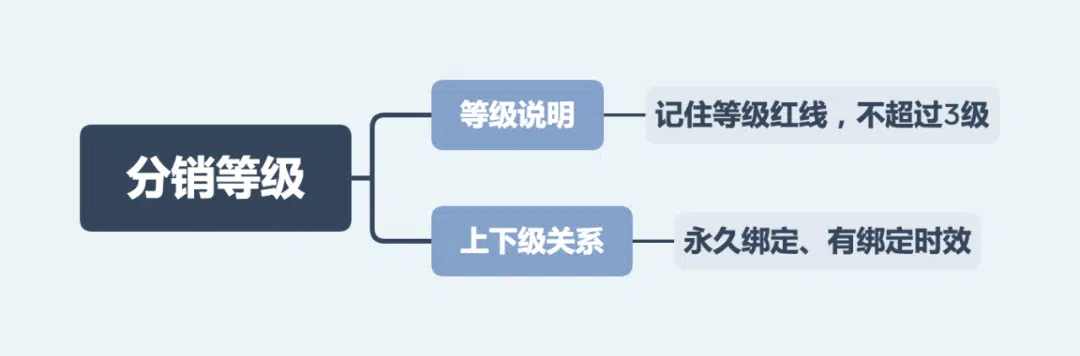 分销等级
等级说明
记住等级红线，不超过3级
上下级关系
永久绑定、有绑定时效